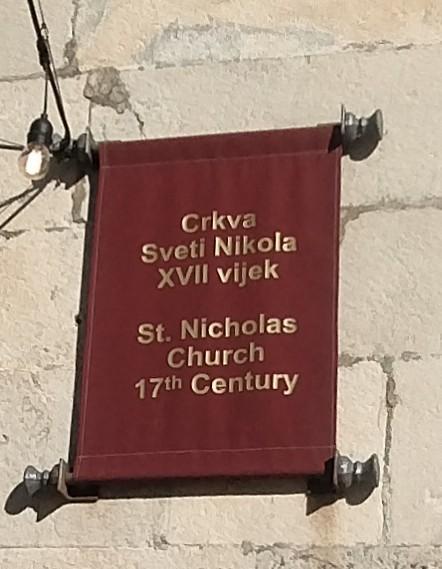 Crkva
Sveti Nikola
XVII vijek
St. Nicholas
Church
17th Century